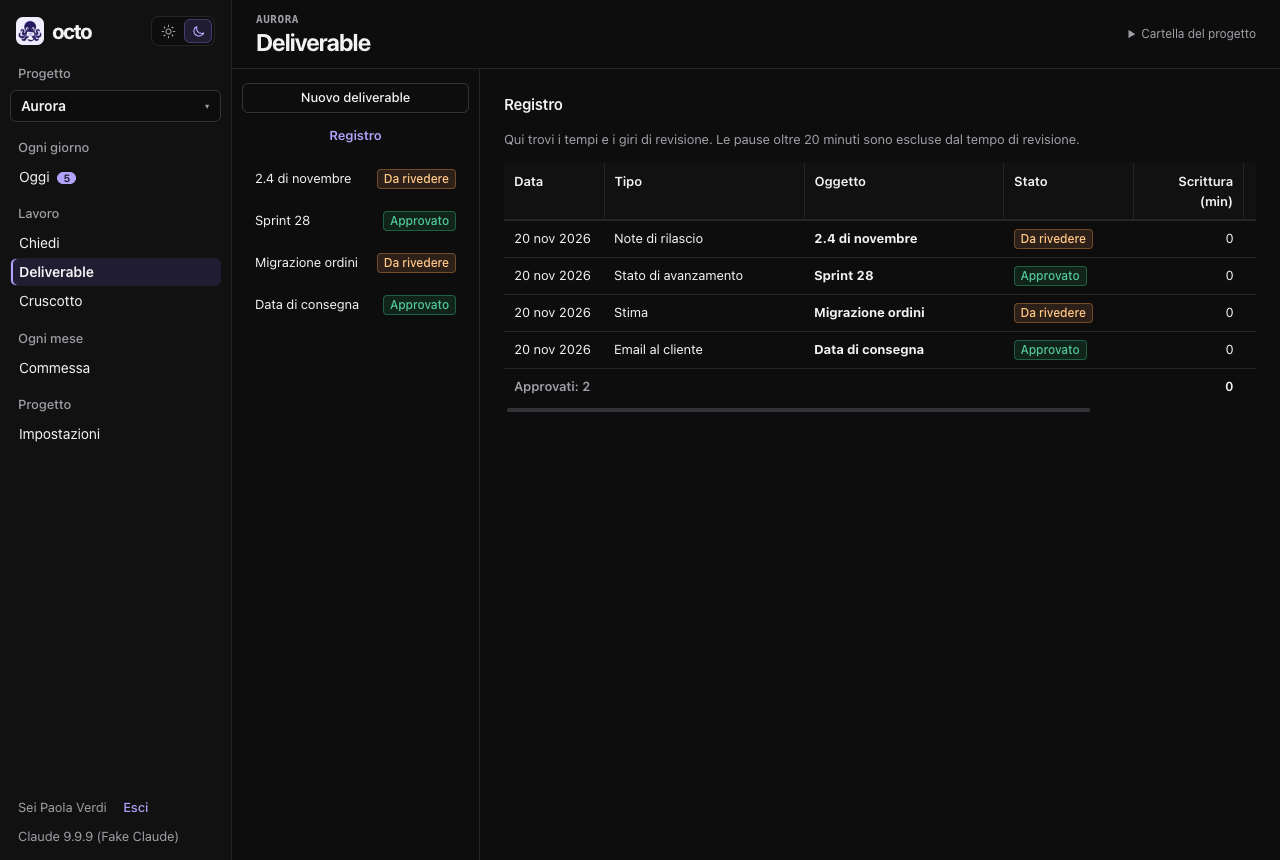 octo
Progetto
Aurora
Ogni giorno
Oggi 5
Lavoro
Chiedi
Deliverable
Cruscotto
Ogni mese
Commessa
Progetto
Impostazioni
Sei Paola Verdi Esci
Claude 9.9.9 (Fake Claude)
AURORA
Deliverable
Cartella del progetto
Nuovo deliverable
Registro
2.4 di novembre Da rivedere
Sprint 28 Approvato
Migrazione ordini Da rivedere
Data di consegna Approvato
Registro
Qui trovi i tempi e i giri di revisione. Le pause oltre 20 minuti sono escluse dal tempo di revisione.
Data Tipo Oggetto Stato Scrittura (min)
20 nov 2026 Note di rilascio 2.4 di novembre Da rivedere 0
20 nov 2026 Stato di avanzamento Sprint 28 Approvato 0
20 nov 2026 Stima Migrazione ordini Da rivedere 0
20 nov 2026 Email al cliente Data di consegna Approvato 0
Approvati: 2 0